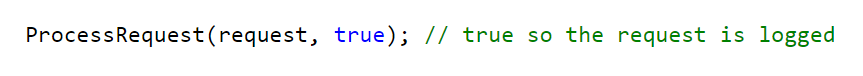 ProcessRequest(request, true); // true so the request is logged